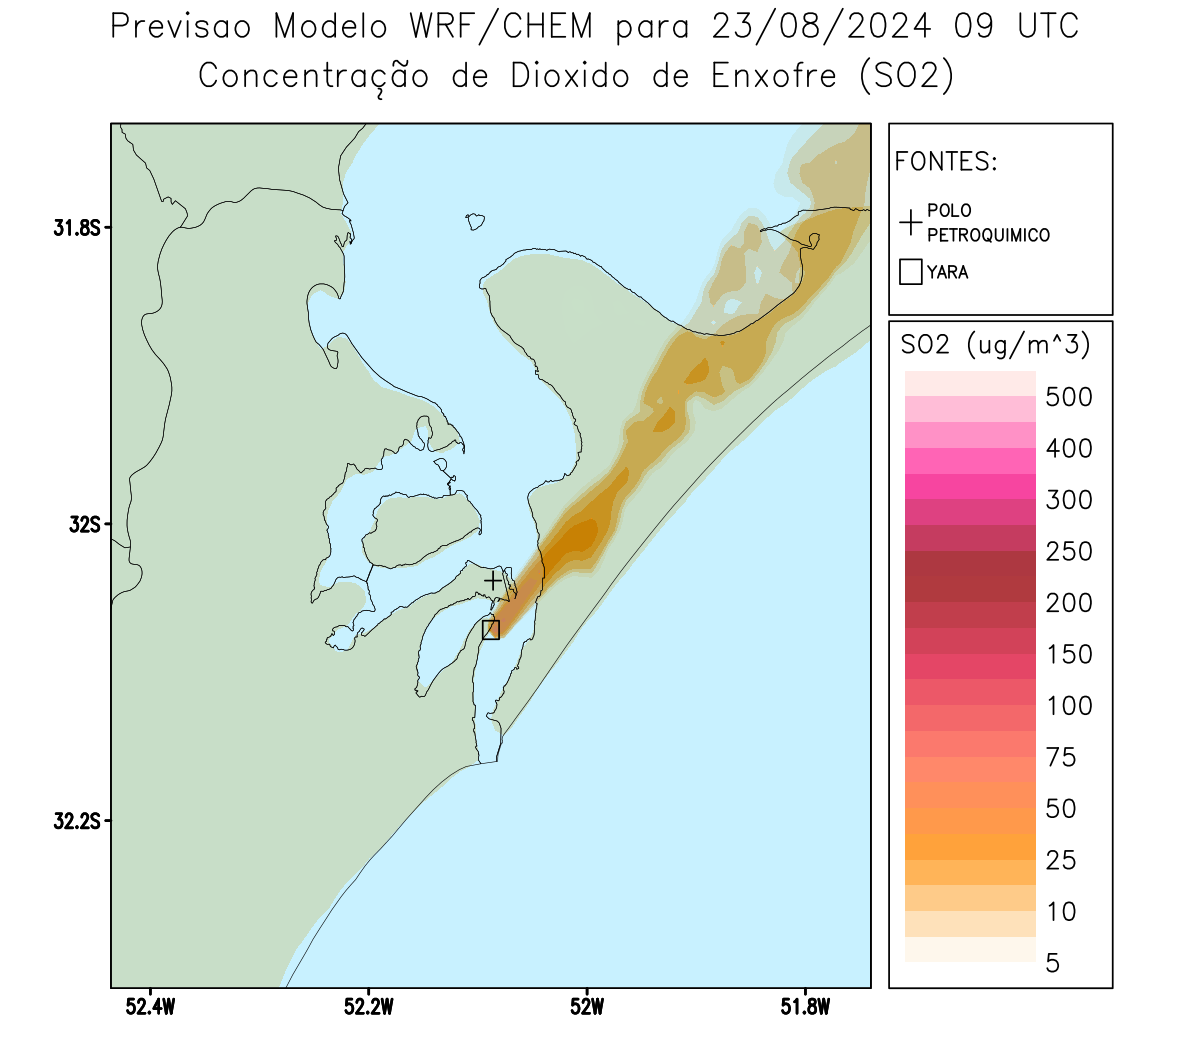 Previsao Modelo WRF/CHEM para 23/08/2024 09 UTC
Concentração de Dioxido de Enxofre (SO2)
FONTES:
POLO
PETROQUIMICO
YARA
SO2 (ug/m^3)
500
400
300
250
200
150
100
75
50
25
10
5
31.8S
32S
32.2S
52.4W
52.2W
52W
51.8W